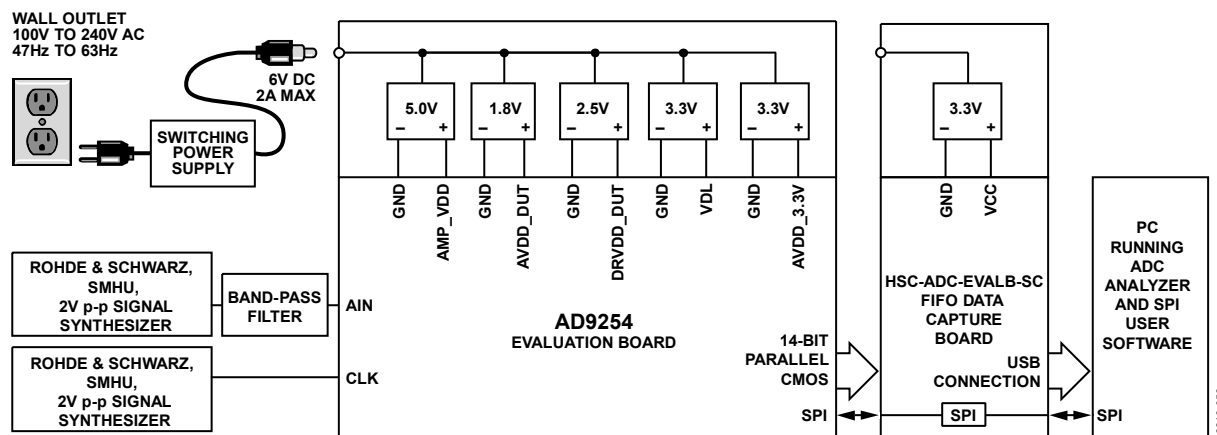 WALL OUTLET
100V TO 240V AC
47Hz TO 63Hz
6V DC
2A MAX
SWITCHING
POWER
SUPPLY
5.0V
1.8V
2.5V
3.3V
3.3V
3.3V
– +
– +
– +
– +
– +
– +
GND
AMP_VDD
GND
AVDD_DUT
GND
DRVDD_DUT
GND
VDL
GND
AVDD_3.3V
GND
VCC
ROHDE & SCHWARZ,
SMHU,
2V p-p SIGNAL
SYNTHESIZER
BAND-PASS
FILTER
AIN
ROHDE & SCHWARZ,
SMHU,
2V p-p SIGNAL
SYNTHESIZER
CLK
AD9254
EVALUATION BOARD
14-BIT
PARALLEL
CMOS
SPI
HSC-ADC-EVALB-SC
FIFO DATA
CAPTURE
BOARD
USB
CONNECTION
SPI
PC
RUNNING
ADC
ANALYZER
AND SPI
USER
SOFTWARE
SPI